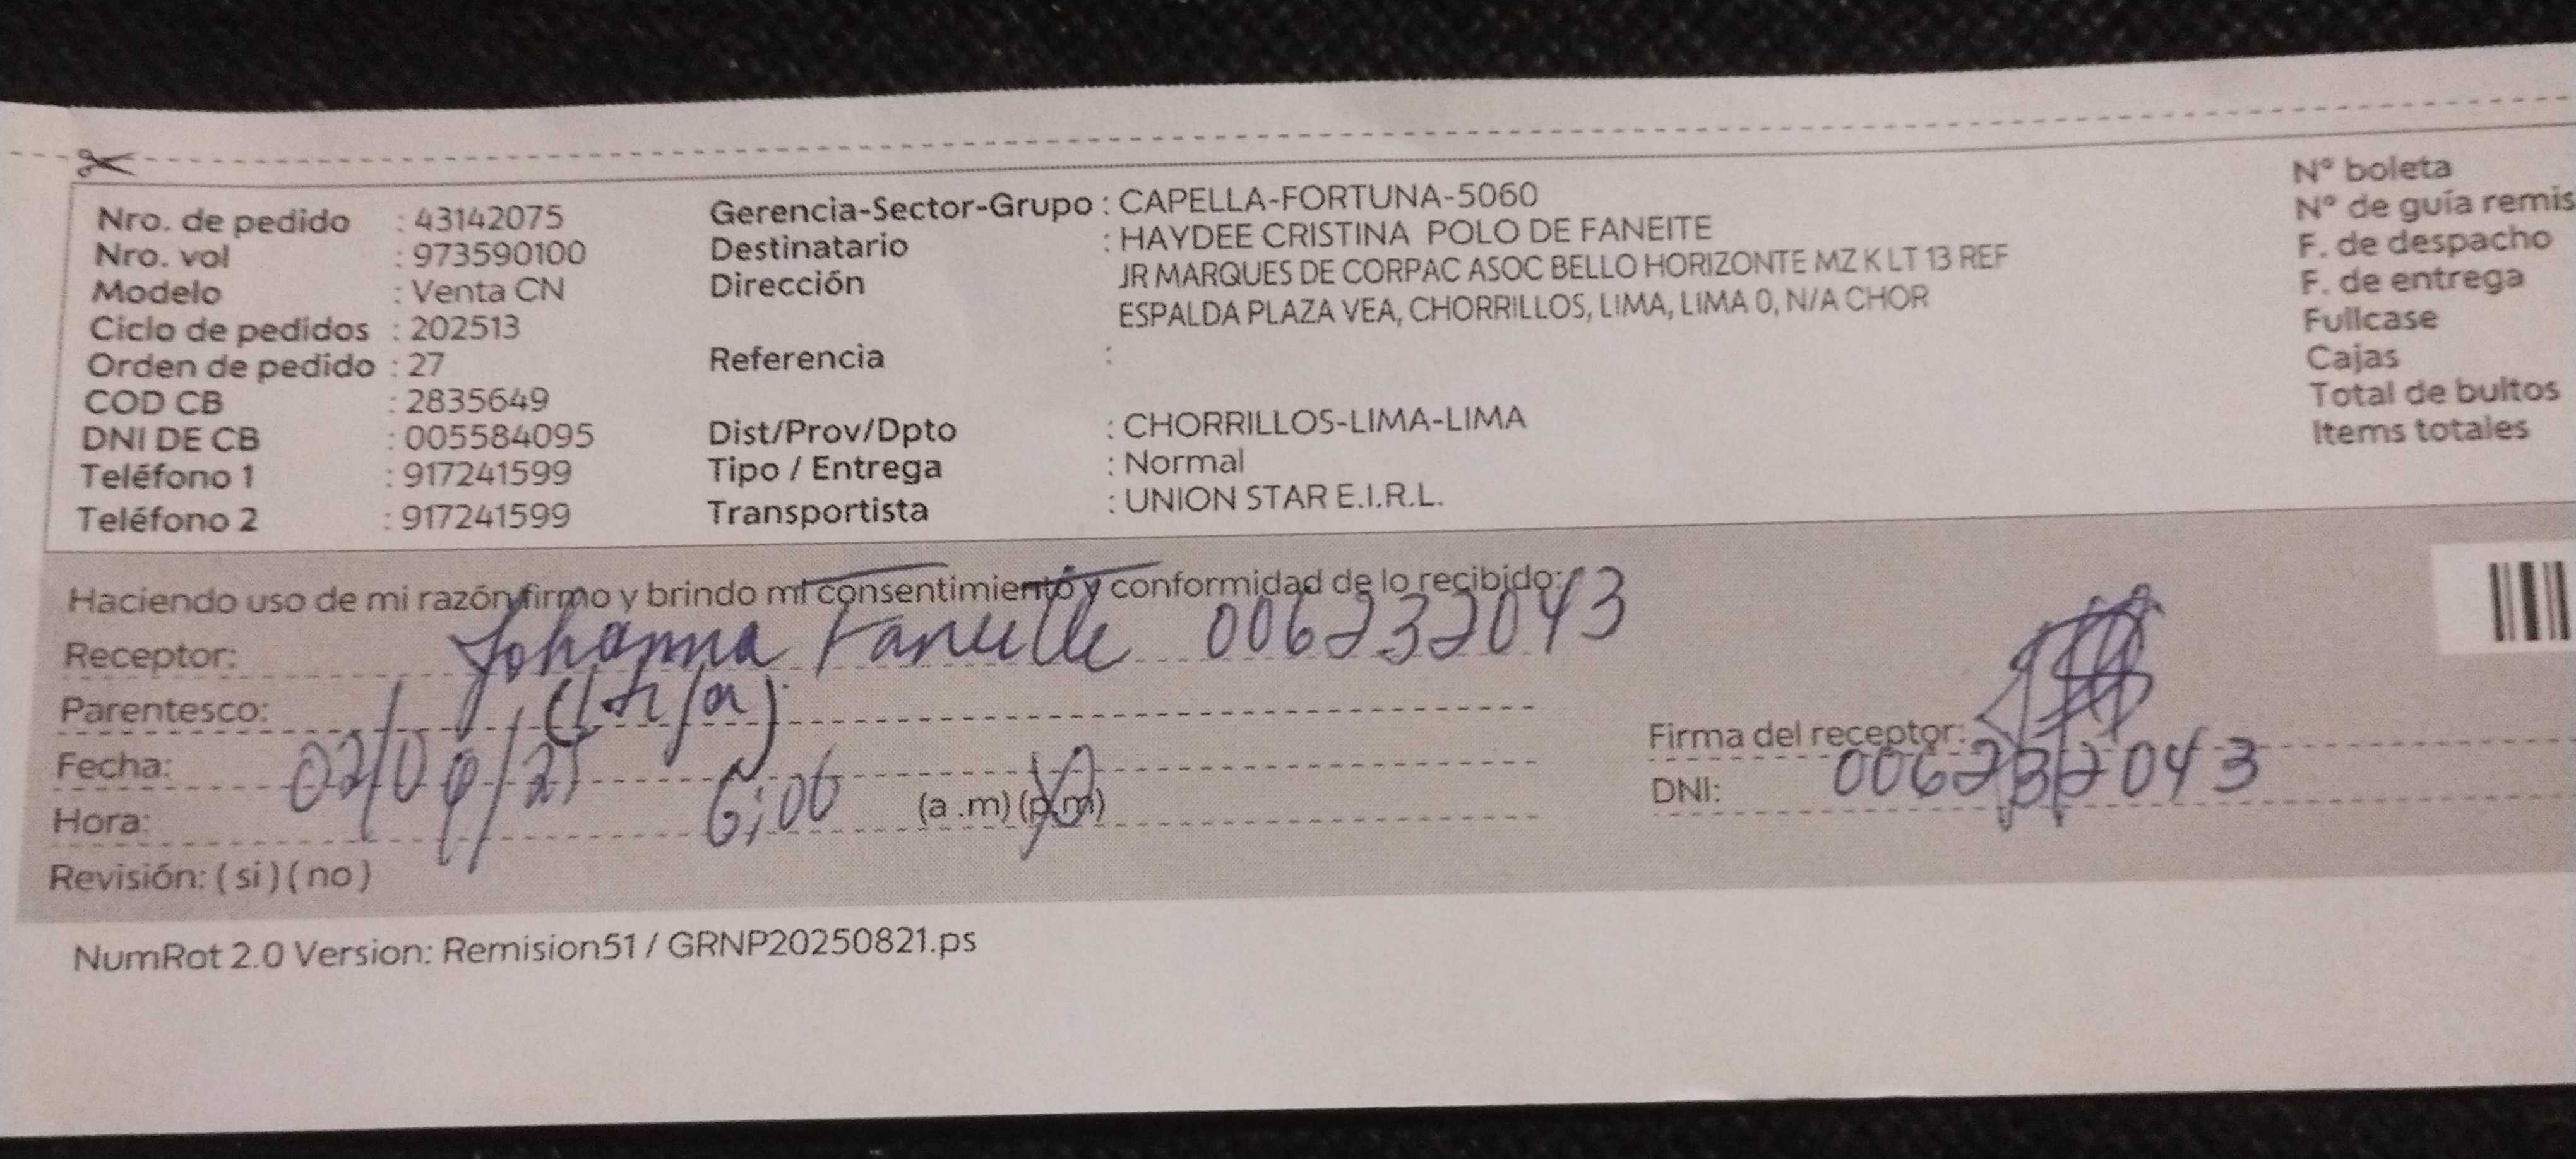 Nro. de pedido : 43142075
Nro. vol : 973590100
Modelo : Venta CN
Ciclo de pedidos : 202513
Orden de pedido : 27
COD CB : 2835649
DNI DE CB : 005584095
Teléfono 1 : 917241599
Teléfono 2 : 917241599
Gerencia-Sector-Grupo : CAPELLA-FORTUNA-5060
Destinatario : HAYDEE CRISTINA POLO DE FANEITE
Dirección JR MARQUES DE CORPAC ASOC BELLO HORIZONTE MZ K LT 13 REF
ESPALDA PLAZA VEA, CHORRILLOS, LIMA, LIMA 0, N/A CHOR
Referencia :
Dist/Prov/Dpto : CHORRILLOS-LIMA-LIMA
Tipo / Entrega : Normal
Transportista : UNION STAR E.I.R.L.
N° boleta
N° de guía remis
F. de despacho
F. de entrega
Fullcase
Cajas
Total de bultos
Items totales
Haciendo uso de mi razón firmo y brindo mi consentimiento y conformidad de lo recibido:
Receptor: Johanna Faneitte 006232043
Parentesco: (Hija)
Fecha: 02/09/25
Hora: 6:06 (a .m) (p.m)
Revisión: ( si ) ( no )
Firma del receptor:
DNI: 006232043
NumRot 2.0 Version: Remision51 / GRNP20250821.ps